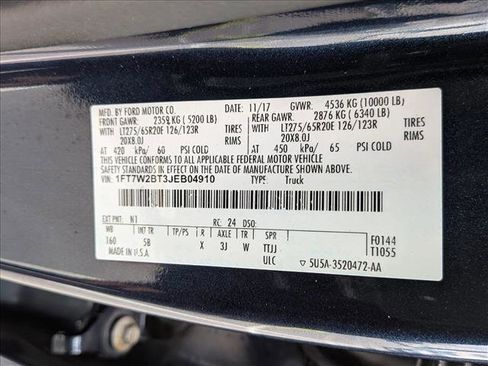 MFD. BY FORD MOTOR CO.
11/17 GVWR. 4536 KG (10000 LB)
FRONT GAWR: 2359 KG ( 5200 LB)
REAR GAWR: 2876 KG ( 6340 LB)
WITH LT275/65R20E 126/123R TIRES
WITH LT275/65R20E 126/123R TIRES
20X8.0J RIMS
20X8.0J RIMS
AT 420 kPa/ 60 PSI COLD
AT 450 kPa/ 65 PSI COLD
THIS VEHICLE CONFORMS TO ALL APPLICABLE FEDERAL MOTOR VEHICLE
SAFETY STANDARDS IN EFFECT ON THE DATE OF MANUFACTURE SHOWN ABOVE.
VIN: 1FT7W2BT3JEB04910 TYPE: Truck
EXT PNT: N1 RC: 24 DSO:
WB INT TR TP/PS R AXLE TR SPR
160 5B X 3J W TTJJ F0144
MADE IN U.S.A. ULC T1055
5U5A-3520472-AA